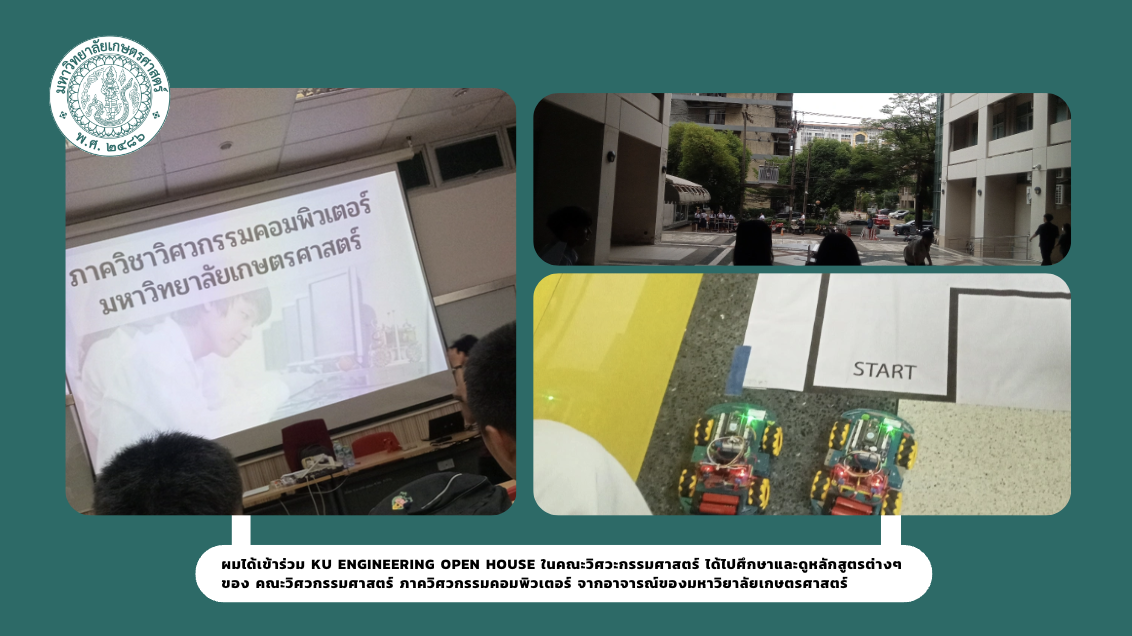 มหาวิทยาลัยเกษตรศาสตร์
พ.ศ. ๒๔๘๖
ภาควิชาวิศวกรรมคอมพิวเตอร์
มหาวิทยาลัยเกษตรศาสตร์
START
ผมได้เข้าร่วม KU ENGINEERING OPEN HOUSE ในคณะวิศวะกรรมศาสตร์ ได้ไปศึกษาและดูหลักสูตรต่างๆ
ของ คณะวิศวกรรมศาสตร์ ภาควิศวกรรมคอมพิวเตอร์ จากอาจารณ์ของมหาวิยาลัยเกษตรศาสตร์